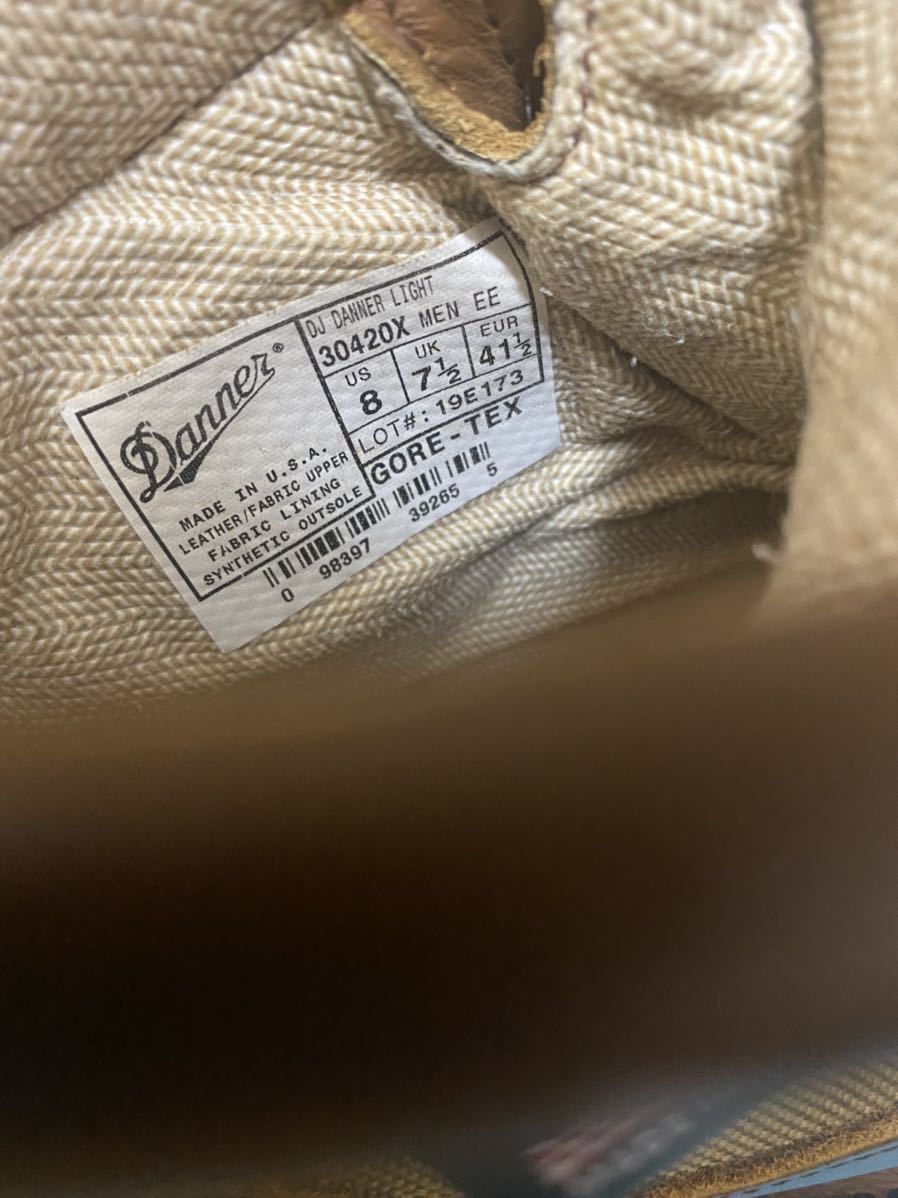 Danner®
MADE IN U.S.A.
LEATHER/FABRIC UPPER
FABRIC LINING
SYNTHETIC OUTSOLE
DJ DANNER LIGHT
30420X MEN EE
US UK EUR
8 7½ 41½
LOT#: 19E173
GORE-TEX
0 98397 39265 5